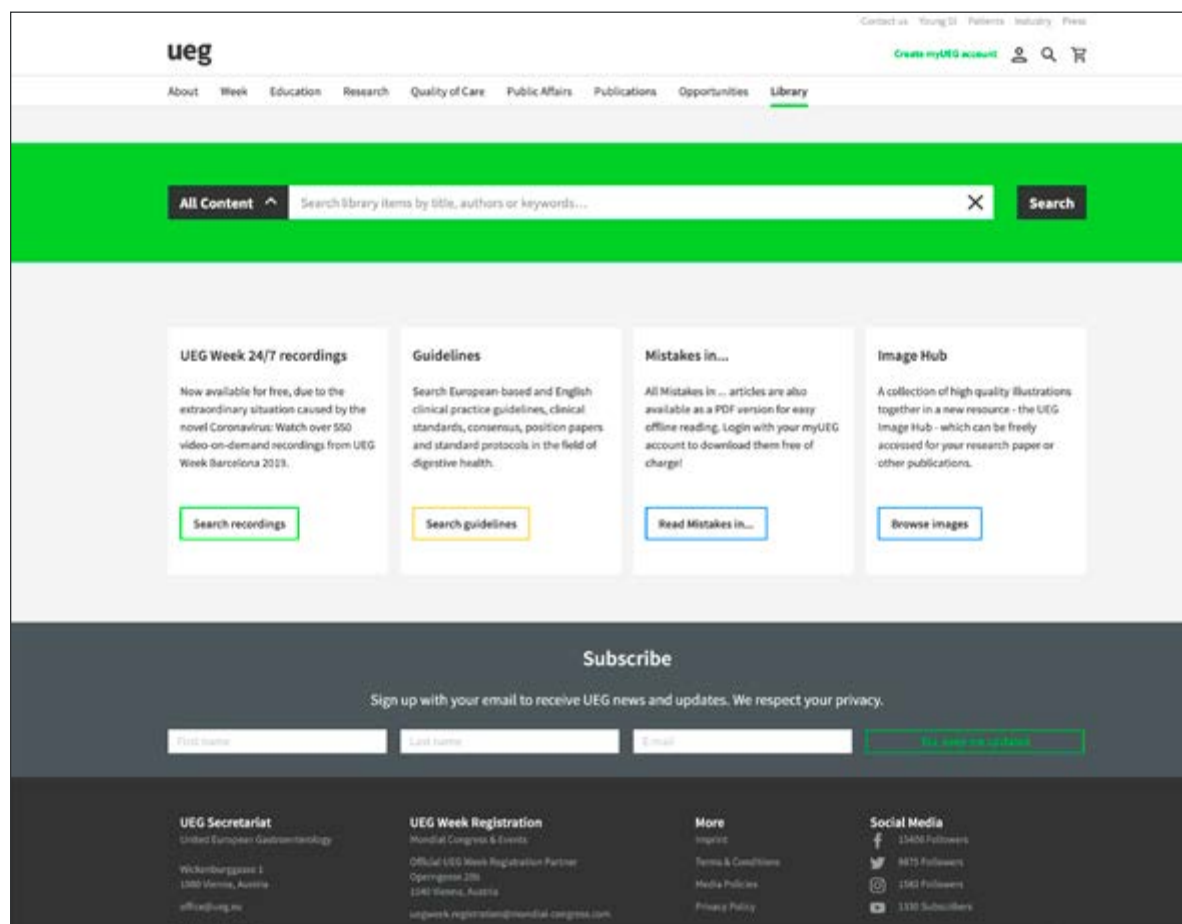 Contact us Young GI Patients Industry Press
ueg
Create myUEG account
About Week Education Research Quality of Care Public Affairs Publications Opportunities Library
All Content Search library items by title, authors or keywords... Search
UEG Week 24/7 recordings
Now available for free, due to the
extraordinary situation caused by the
novel Coronavirus: Watch over 550
video-on-demand recordings from UEG
Week Barcelona 2019.
Search recordings
Guidelines
Search European-based and English
clinical practice guidelines, clinical
standards, consensus, position papers
and standard protocols in the field of
digestive health.
Search guidelines
Mistakes in...
All Mistakes in ... articles are also
available as a PDF version for easy
offline reading. Login with your myUEG
account to download them free of
charge!
Read Mistakes in...
Image Hub
A collection of high quality illustrations
together in a new resource - the UEG
Image Hub - which can be freely
accessed for your research paper or
other publications.
Browse images
Subscribe
Sign up with your email to receive UEG news and updates. We respect your privacy.
First name Last name E-mail Yes, keep me updated
UEG Secretariat
United European Gastroenterology
Wickenburggasse 1
1080 Vienna, Austria
office@ueg.eu
UEG Week Registration
Mondial Congress & Events
Official UEG Week Registration Partner
Operngasse 20b
1040 Vienna, Austria
uegweek.registration@mondial-congress.com
More
Imprint
Terms & Conditions
Media Policies
Privacy Policy
Social Media
Followers
9875 Followers
Followers
1330 Subscribers